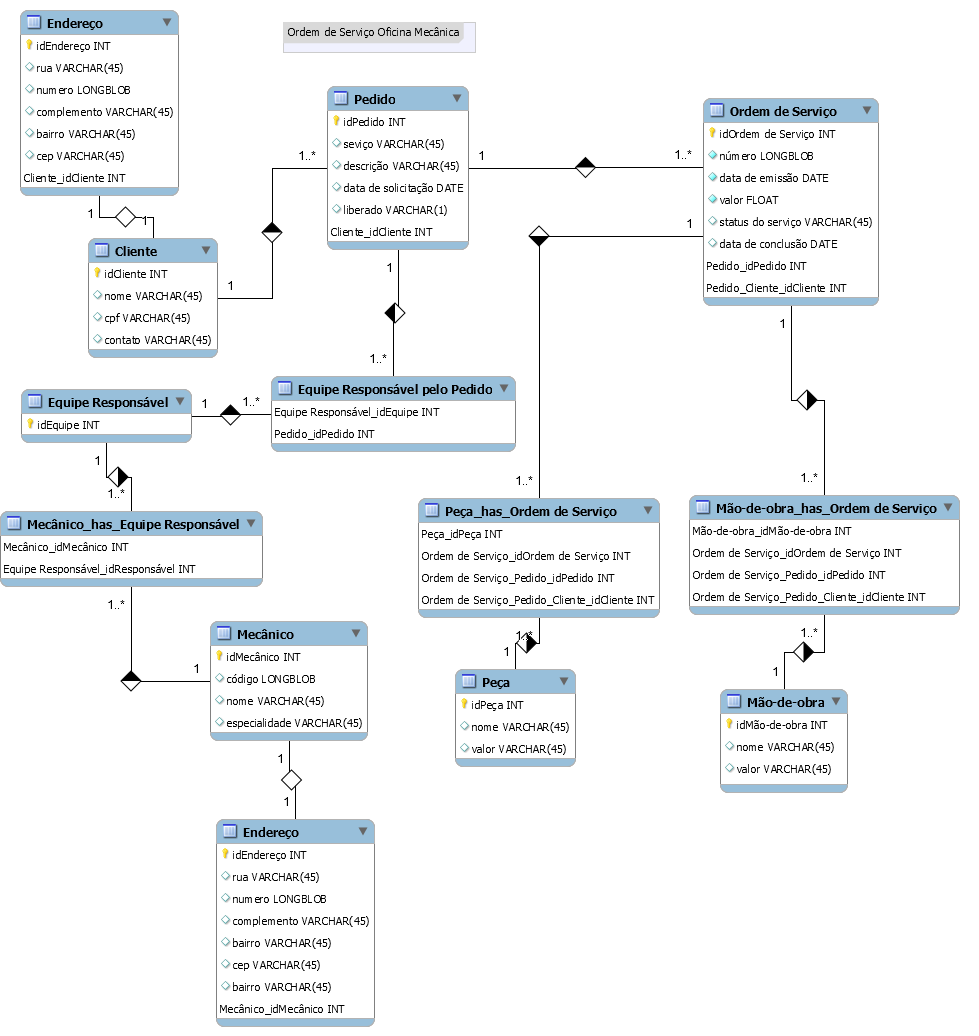 Ordem de Serviço Oficina Mecânica
Endereço
idEndereço INT
rua VARCHAR(45)
numero LONGBLOB
complemento VARCHAR(45)
bairro VARCHAR(45)
cep VARCHAR(45)
Cliente_idCliente INT
1
1
Cliente
idCliente INT
nome VARCHAR(45)
cpf VARCHAR(45)
contato VARCHAR(45)
1
1..*
Pedido
idPedido INT
seviço VARCHAR(45)
descrição VARCHAR(45)
data de solicitação DATE
liberado VARCHAR(1)
Cliente_idCliente INT
1
1..*
1
1..*
Ordem de Serviço
idOrdem de Serviço INT
número LONGBLOB
data de emissão DATE
valor FLOAT
status do serviço VARCHAR(45)
data de conclusão DATE
Pedido_idPedido INT
Pedido_Cliente_idCliente INT
1
1..*
1
1..*
Equipe Responsável pelo Pedido
Equipe Responsável_idEquipe INT
Pedido_idPedido INT
1
1..*
Equipe Responsável
idEquipe INT
1
1..*
Mecânico_has_Equipe Responsável
Mecânico_idMecânico INT
Equipe Responsável_idResponsável INT
1..*
1
Mecânico
idMecânico INT
código LONGBLOB
nome VARCHAR(45)
especialidade VARCHAR(45)
1
1
Endereço
idEndereço INT
rua VARCHAR(45)
numero LONGBLOB
complemento VARCHAR(45)
bairro VARCHAR(45)
cep VARCHAR(45)
bairro VARCHAR(45)
Mecânico_idMecânico INT
Peça_has_Ordem de Serviço
Peça_idPeça INT
Ordem de Serviço_idOrdem de Serviço INT
Ordem de Serviço_Pedido_idPedido INT
Ordem de Serviço_Pedido_Cliente_idCliente INT
1..*
1
Peça
idPeça INT
nome VARCHAR(45)
valor VARCHAR(45)
Mão-de-obra_has_Ordem de Serviço
Mão-de-obra_idMão-de-obra INT
Ordem de Serviço_idOrdem de Serviço INT
Ordem de Serviço_Pedido_idPedido INT
Ordem de Serviço_Pedido_Cliente_idCliente INT
1..*
1
Mão-de-obra
idMão-de-obra INT
nome VARCHAR(45)
valor VARCHAR(45)